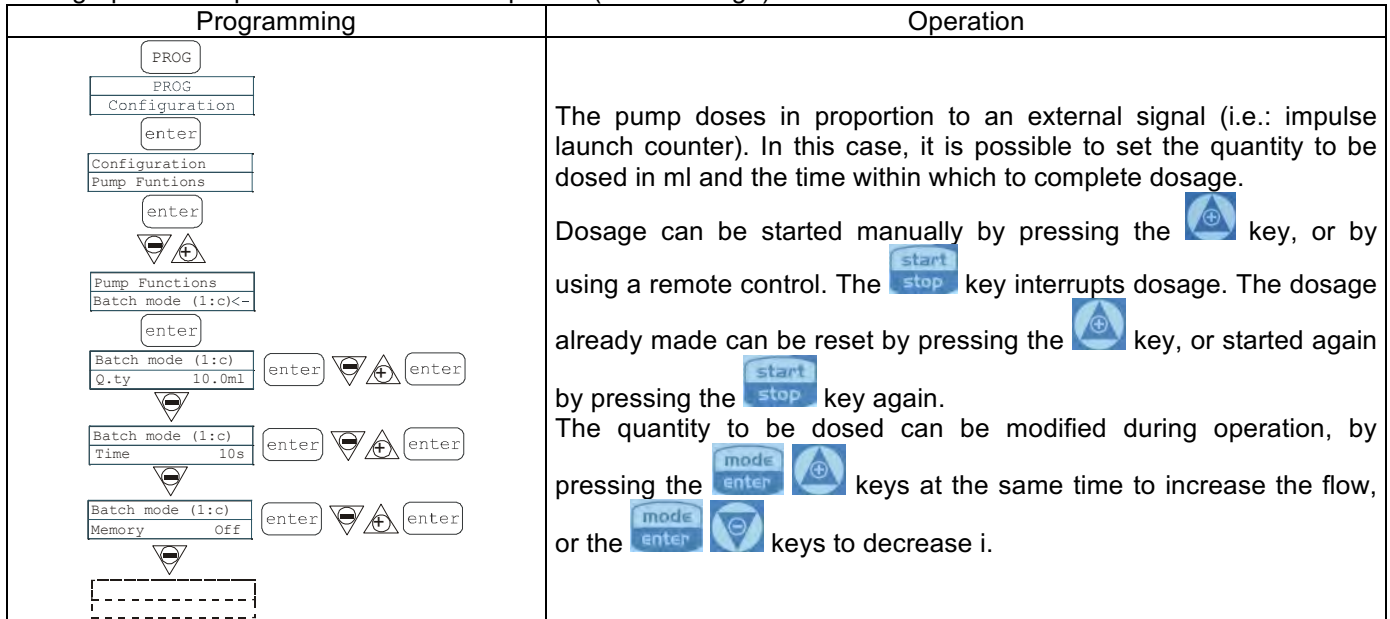 Programming
Operation
PROG
PROG
Configuration
enter
Configuration
Pump Funtions
enter
Pump Functions
Batch mode (1:c)<-
enter
Batch mode (1:c)
Q.ty 10.0ml
enter
enter
Batch mode (1:c)
Time 10s
enter
enter
Batch mode (1:c)
Memory Off
enter
enter
The pump doses in proportion to an external signal (i.e.: impulse
launch counter). In this case, it is possible to set the quantity to be
dosed in ml and the time within which to complete dosage.
Dosage can be started manually by pressing the key, or by
using a remote control. The start stop key interrupts dosage. The dosage
already made can be reset by pressing the key, or started again
by pressing the start stop key again.
The quantity to be dosed can be modified during operation, by
pressing the mode enter keys at the same time to increase the flow,
or the mode enter keys to decrease i.